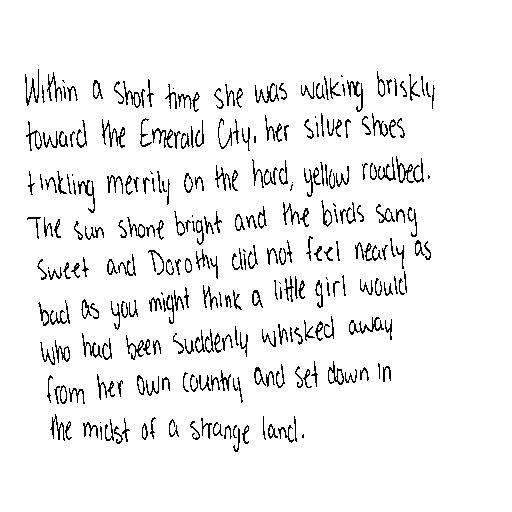 Within a short time she was walking briskly
toward the Emerald City, her silver shoes
tinkling merrily on the hard, yellow roadbed.
The sun shone bright and the birds sang
sweet and Dorothy did not feel nearly as
bad as you might think a little girl would
who had been suddenly whisked away
from her own country and set down in
the midst of a strange land.